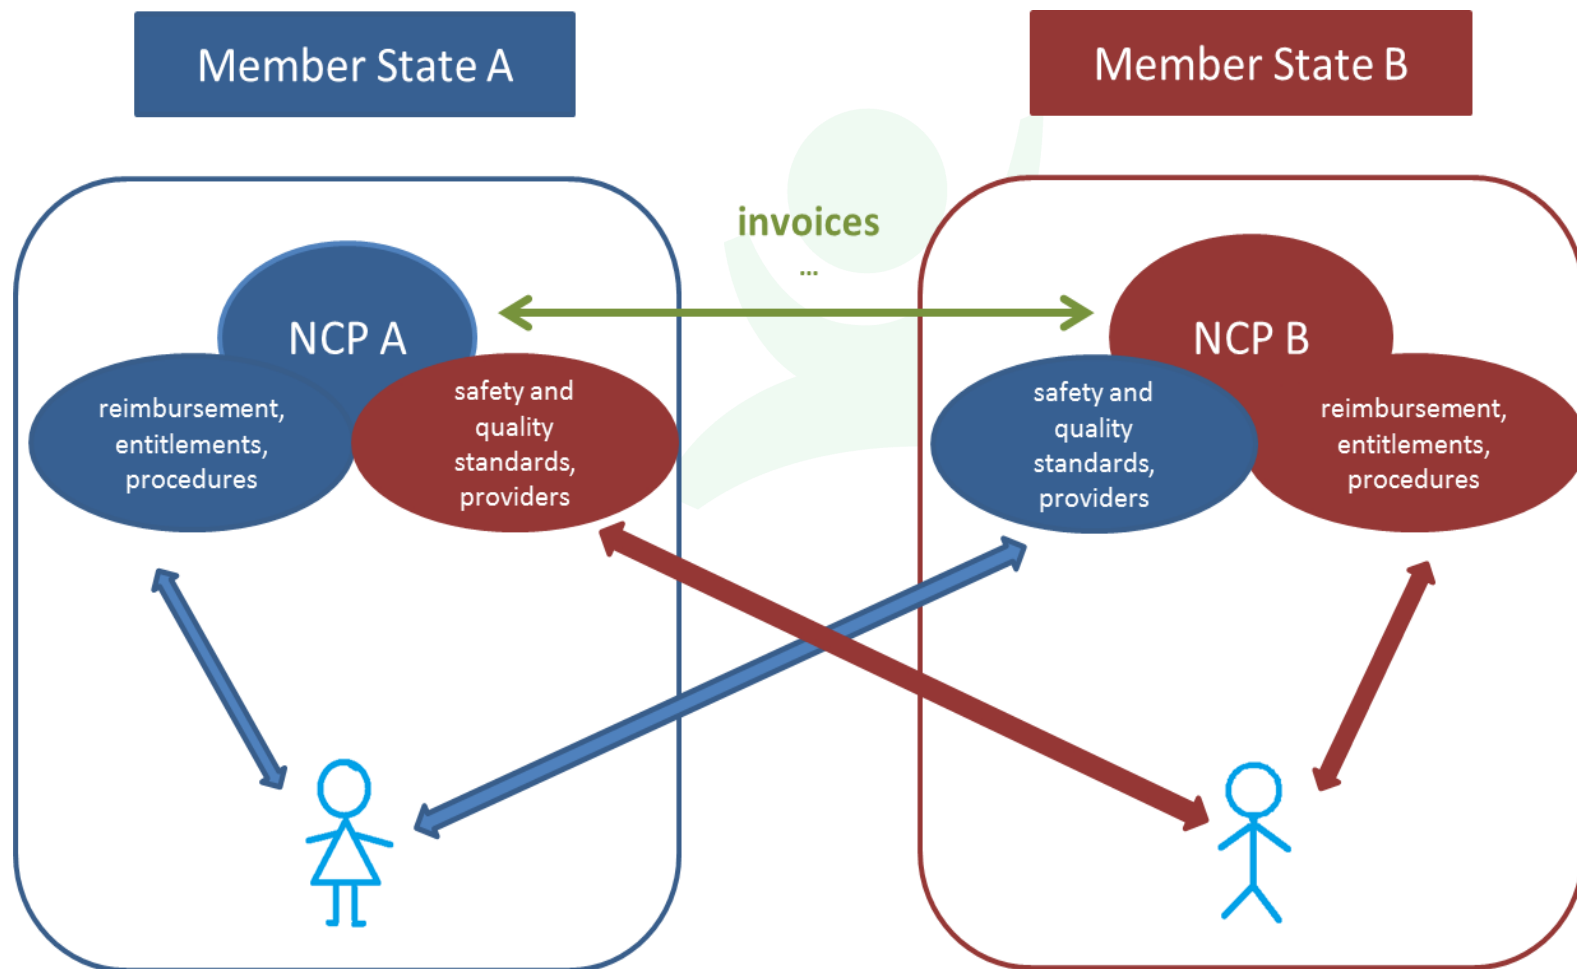 Member State A
Member State B
invoices
...
NCP A
NCP B
reimbursement,
entitlements,
procedures
safety and
quality
standards,
providers
safety and
quality
standards,
providers
reimbursement,
entitlements,
procedures